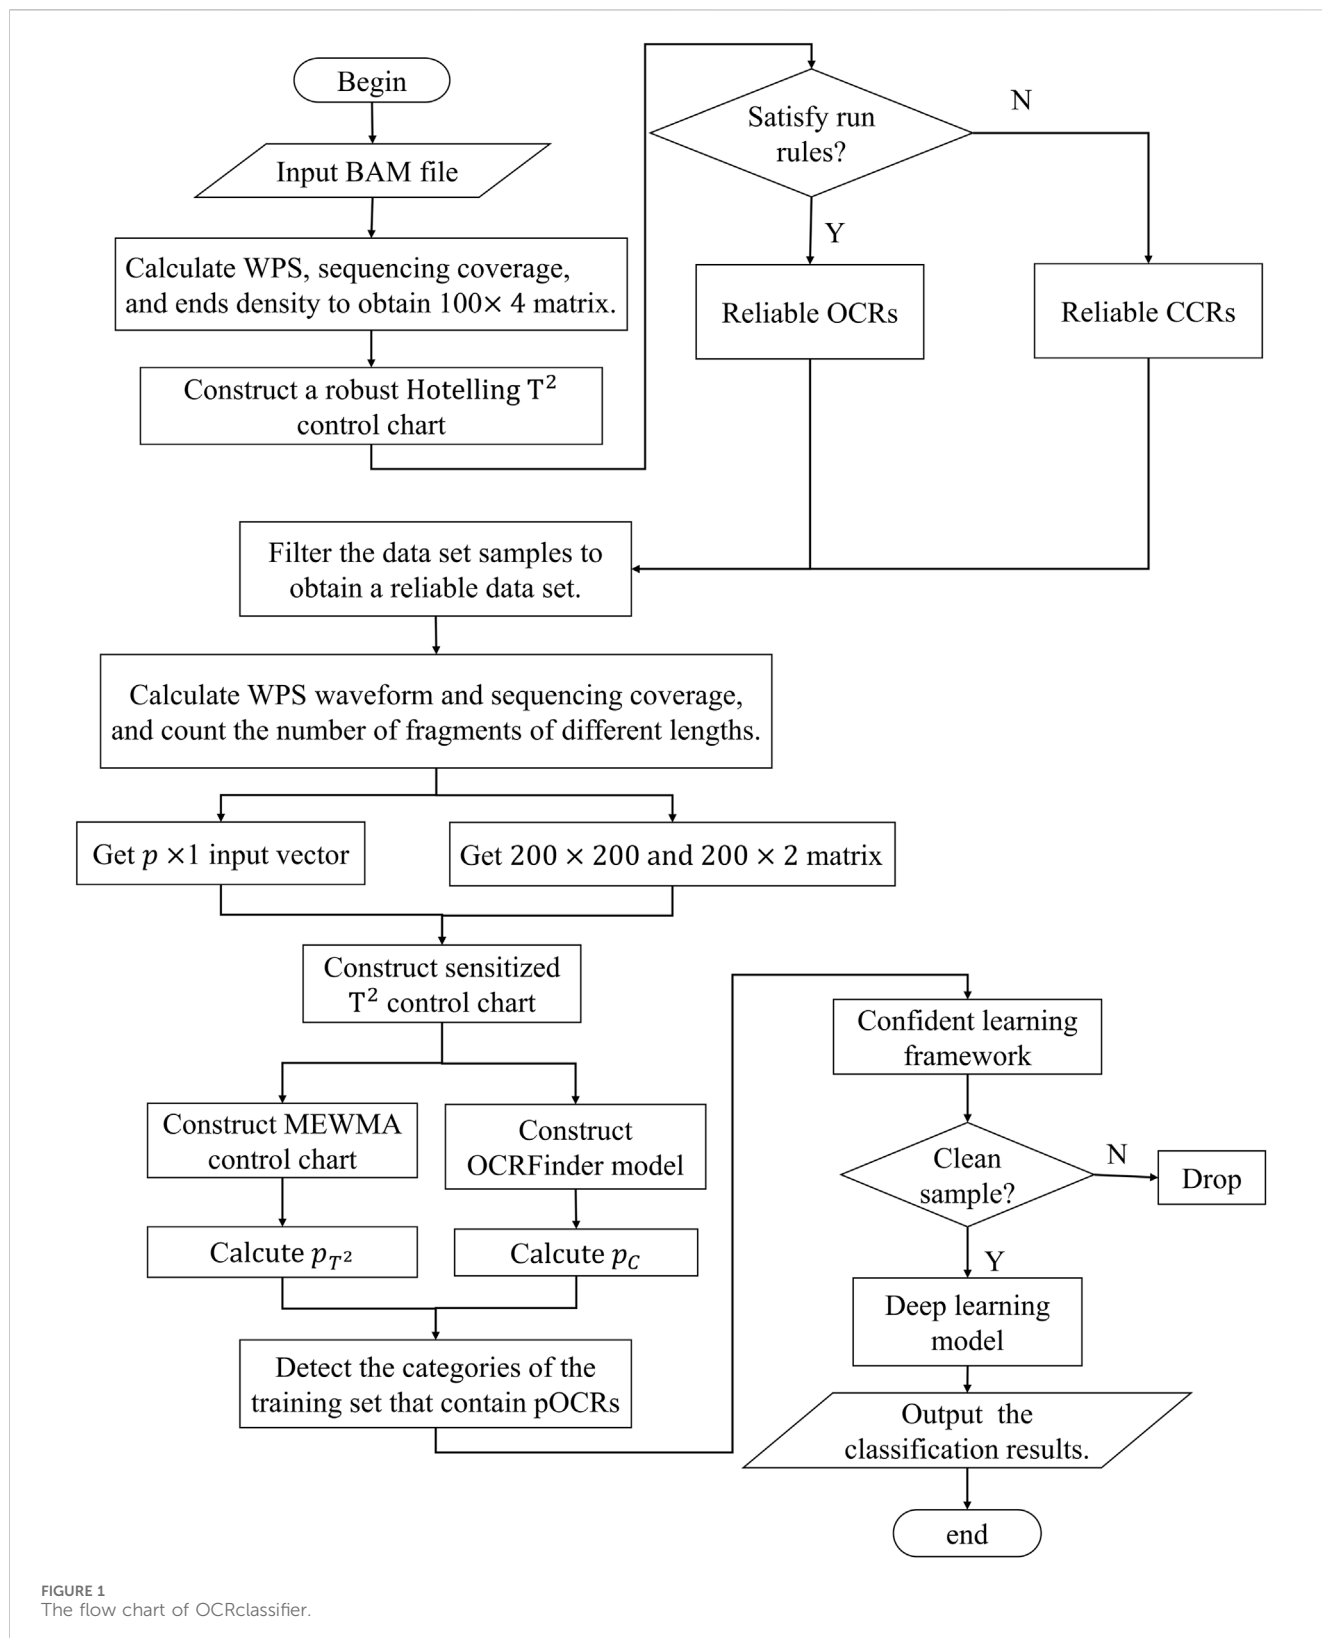 Begin
Input BAM file
Calculate WPS, sequencing coverage,
and ends density to obtain 100× 4 matrix.
Construct a robust Hotelling T²
control chart
Satisfy run
rules?
N
Y
Reliable OCRs
Reliable CCRs
Filter the data set samples to
obtain a reliable data set.
Calculate WPS waveform and sequencing coverage,
and count the number of fragments of different lengths.
Get p ×1 input vector
Get 200 × 200 and 200 × 2 matrix
Construct sensitized
T² control chart
Construct MEWMA
control chart
Construct
OCRFinder model
Calcute p_T²
Calcute p_C
Detect the categories of the
training set that contain pOCRs
Confident learning
framework
Clean
sample?
N
Drop
Y
Deep learning
model
Output the
classification results.
end
FIGURE 1
The flow chart of OCRclassifier.